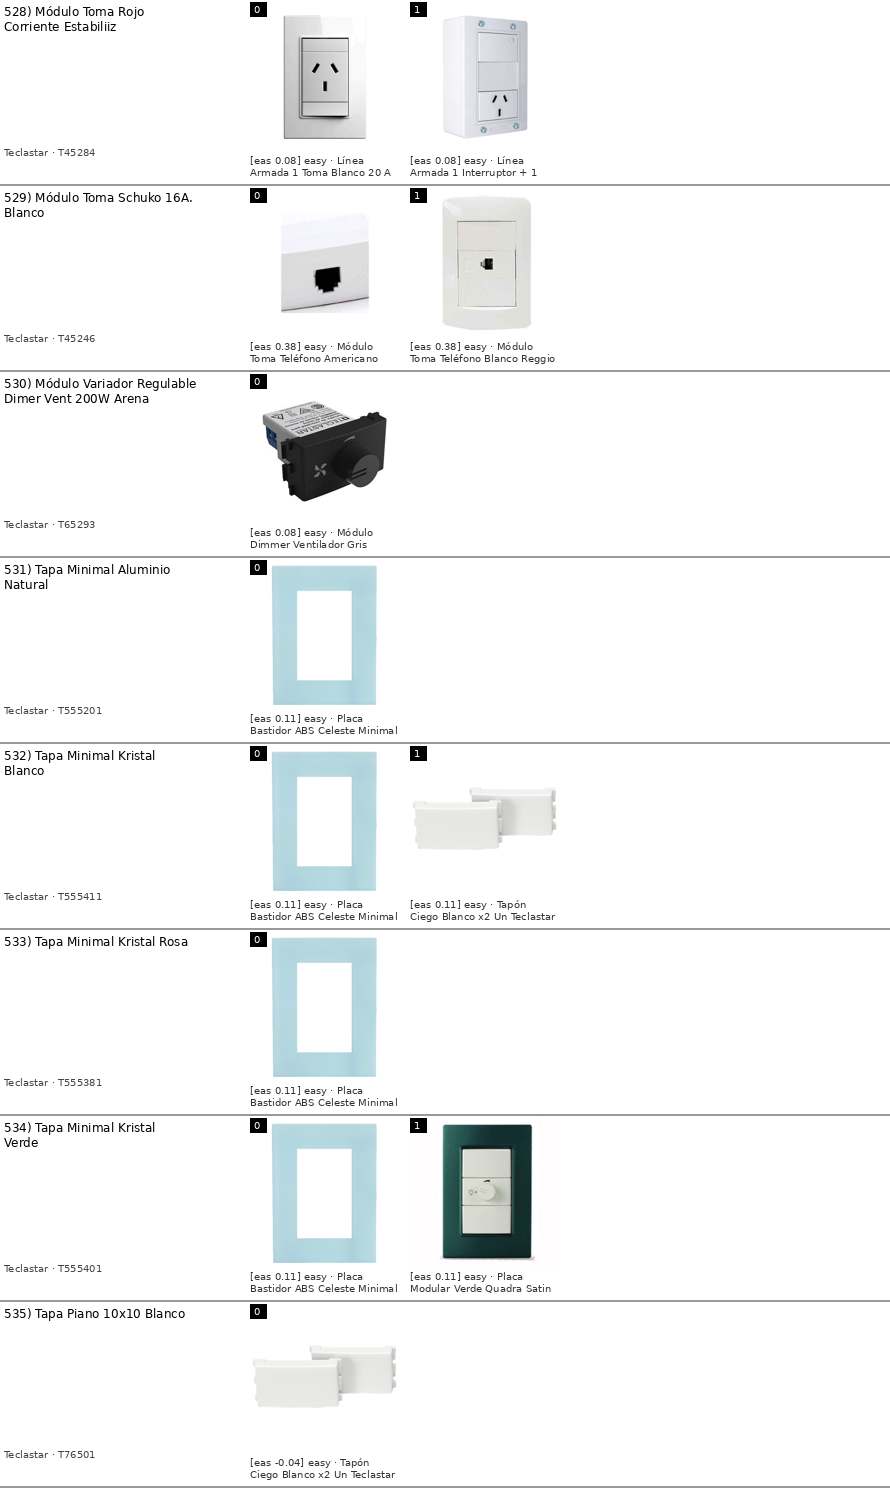 528) Módulo Toma Rojo
Corriente Estabiliiz
Teclastar · T45284
0
[eas 0.08] easy · Línea
Armada 1 Toma Blanco 20 A
1
[eas 0.08] easy · Línea
Armada 1 Interruptor + 1
529) Módulo Toma Schuko 16A.
Blanco
Teclastar · T45246
0
[eas 0.38] easy · Módulo
Toma Teléfono Americano
1
[eas 0.38] easy · Módulo
Toma Teléfono Blanco Reggio
530) Módulo Variador Regulable
Dimer Vent 200W Arena
Teclastar · T65293
0
TECLASTAR
[eas 0.08] easy · Módulo
Dimmer Ventilador Gris
531) Tapa Minimal Aluminio
Natural
Teclastar · T555201
0
[eas 0.11] easy · Placa
Bastidor ABS Celeste Minimal
532) Tapa Minimal Kristal
Blanco
Teclastar · T555411
0
[eas 0.11] easy · Placa
Bastidor ABS Celeste Minimal
1
[eas 0.11] easy · Tapón
Ciego Blanco x2 Un Teclastar
533) Tapa Minimal Kristal Rosa
Teclastar · T555381
0
[eas 0.11] easy · Placa
Bastidor ABS Celeste Minimal
534) Tapa Minimal Kristal
Verde
Teclastar · T555401
0
[eas 0.11] easy · Placa
Bastidor ABS Celeste Minimal
1
[eas 0.11] easy · Placa
Modular Verde Quadra Satin
535) Tapa Piano 10x10 Blanco
Teclastar · T76501
0
[eas -0.04] easy · Tapón
Ciego Blanco x2 Un Teclastar